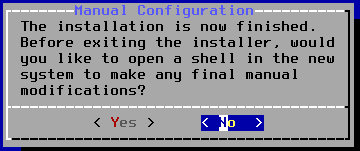 Manual Configuration
The installation is now finished.
Before exiting the installer, would
you like to open a shell in the new
system to make any final manual
modifications?
< Yes > < No >